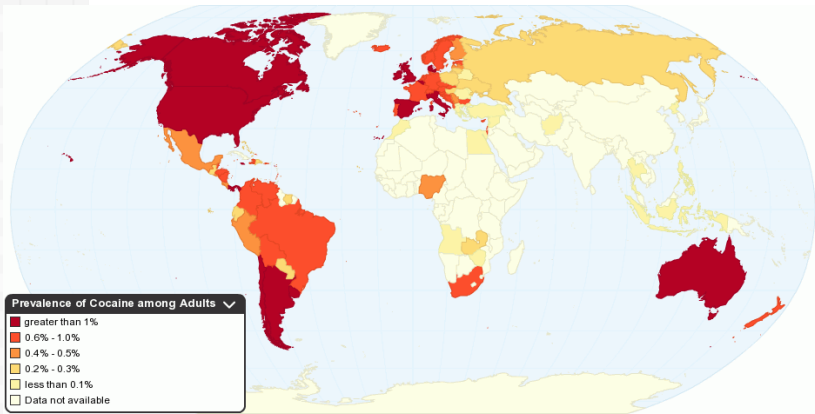 Prevalence of Cocaine among Adults
greater than 1%
0.6% - 1.0%
0.4% - 0.5%
0.2% - 0.3%
less than 0.1%
Data not available